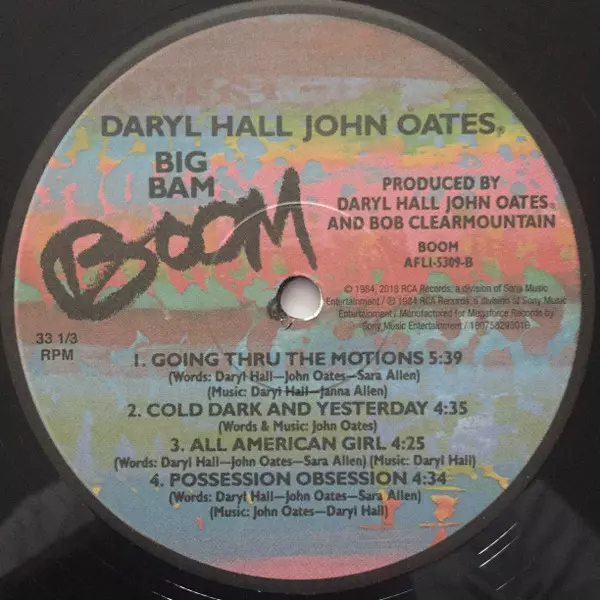 DARYL HALL JOHN OATES®
BIG
BAM
BOOM
PRODUCED BY
DARYL HALL JOHN OATES®
AND BOB CLEARMOUNTAIN
BOOM
AFLI-5309-B
© 1984, 2018 RCA Records, a division of Sony Music
Entertainment / ℗ 1984 RCA Records, a division of Sony Music
Entertainment / Manufactured for Megaforce Records by
Sony Music Entertainment / 19075829301B
33 1/3
RPM
1. GOING THRU THE MOTIONS 5:39
(Words: Daryl Hall—John Oates—Sara Allen)
(Music: Daryl Hall—Janna Allen)
2. COLD DARK AND YESTERDAY 4:35
(Words & Music: John Oates)
3. ALL AMERICAN GIRL 4:25
(Words: Daryl Hall—John Oates—Sara Allen) (Music: Daryl Hall)
4. POSSESSION OBSESSION 4:34
(Words: Daryl Hall—John Oates—Sara Allen)
(Music: John Oates—Daryl Hall)